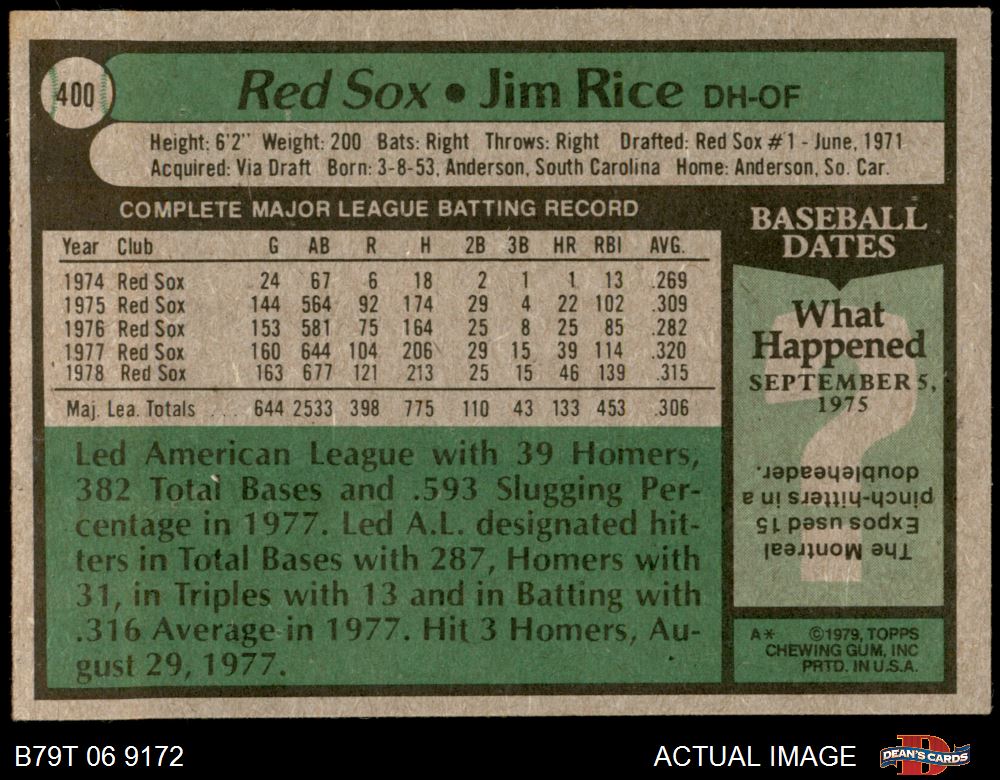 400
Red Sox • Jim Rice DH-OF
Height: 6'2" Weight: 200 Bats: Right Throws: Right Drafted: Red Sox #1 - June, 1971
Acquired: Via Draft Born: 3-8-53, Anderson, South Carolina Home: Anderson, So. Car.
COMPLETE MAJOR LEAGUE BATTING RECORD
Year Club G AB R H 2B 3B HR RBI AVG.
1974 Red Sox 24 67 6 18 2 1 1 13 .269
1975 Red Sox 144 564 92 174 29 4 22 102 .309
1976 Red Sox 153 581 75 164 25 8 25 85 .282
1977 Red Sox 160 644 104 206 29 15 39 114 .320
1978 Red Sox 163 677 121 213 25 15 46 139 .315
Maj. Lea. Totals .... 644 2533 398 775 110 43 133 453 .306
Led American League with 39 Homers,
382 Total Bases and .593 Slugging Per-
centage in 1977. Led A.L. designated hit-
ters in Total Bases with 287, Homers with
31, in Triples with 13 and in Batting with
.316 Average in 1977. Hit 3 Homers, Au-
gust 29, 1977.
BASEBALL
DATES
What
Happened
SEPTEMBER 5,
1975
?
The Montreal
Expos used 15
pinch-hitters in a
doubleheader.
A* ©1979, TOPPS
CHEWING GUM, INC
PRTD. IN U.S.A.
B79T 06 9172
ACTUAL IMAGE
D
DEAN'S CARDS